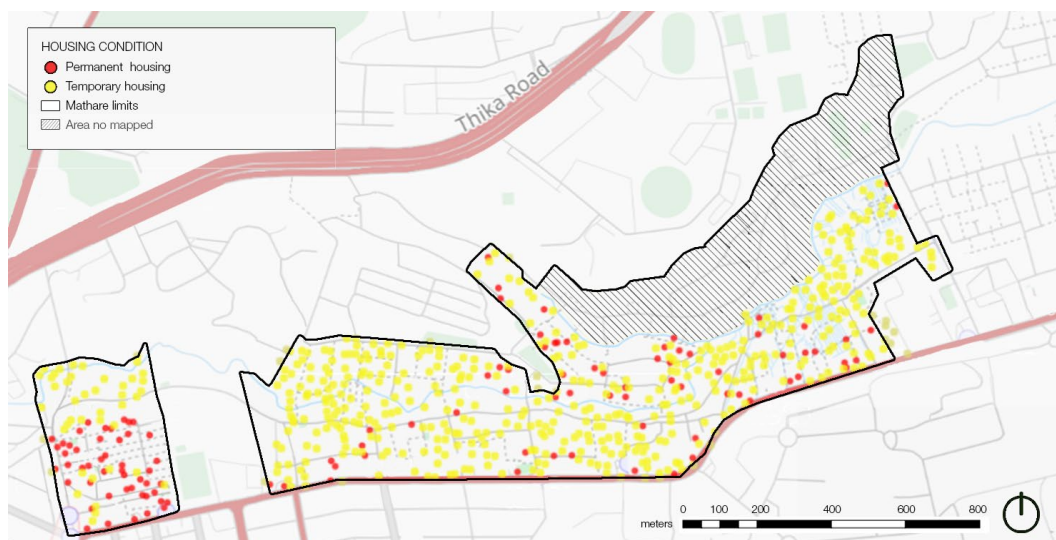 HOUSING CONDITION
Permanent housing
Temporary housing
Mathare limits
Area no mapped
Thika Road
meters 0 100 200 400 600 800